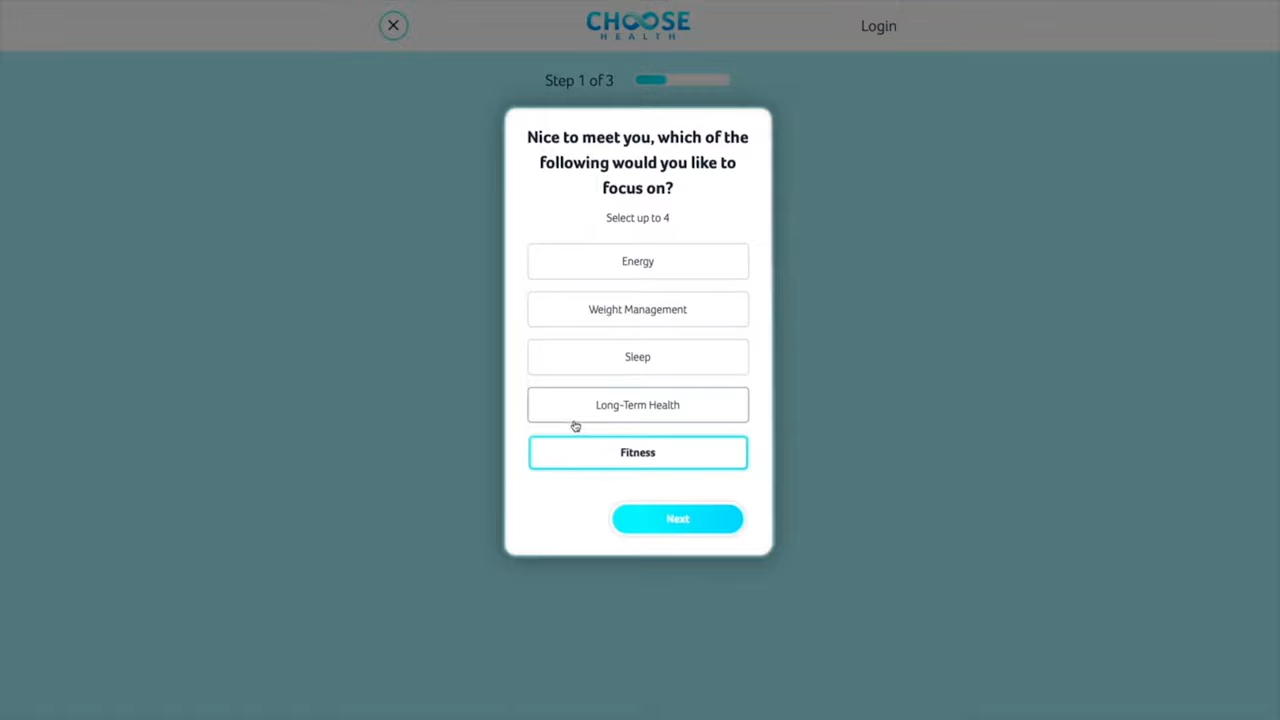 CHOOSE
HEALTH
Login
Step 1 of 3
Nice to meet you, which of the
following would you like to
focus on?
Select up to 4
Energy
Weight Management
Sleep
Long-Term Health
Fitness
Next